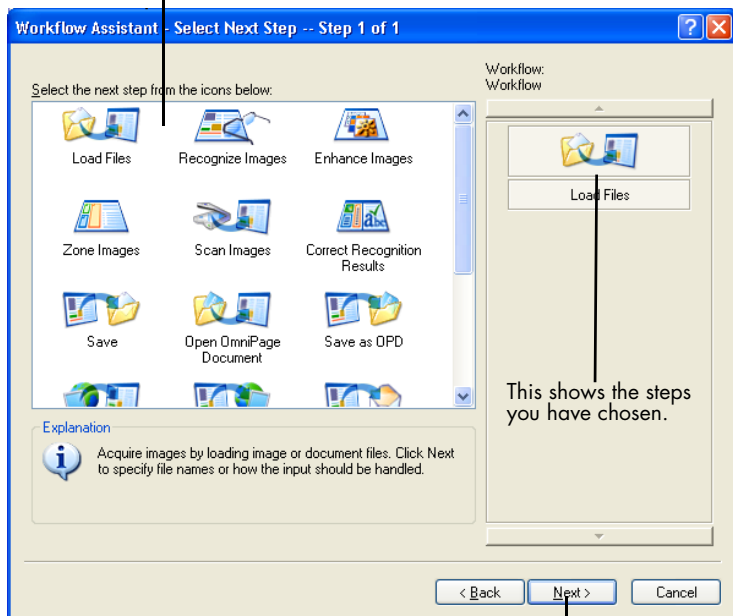 Workflow Assistant - Select Next Step -- Step 1 of 1
Select the next step from the icons below:
Workflow:
Workflow
Load Files
Recognize Images
Enhance Images
Load Files
Zone Images
Scan Images
Correct Recognition
Results
Save
Open OmniPage
Document
Save as OPD
This shows the steps
you have chosen.
Explanation
Acquire images by loading image or document files. Click Next
to specify file names or how the input should be handled.
< Back
Next >
Cancel